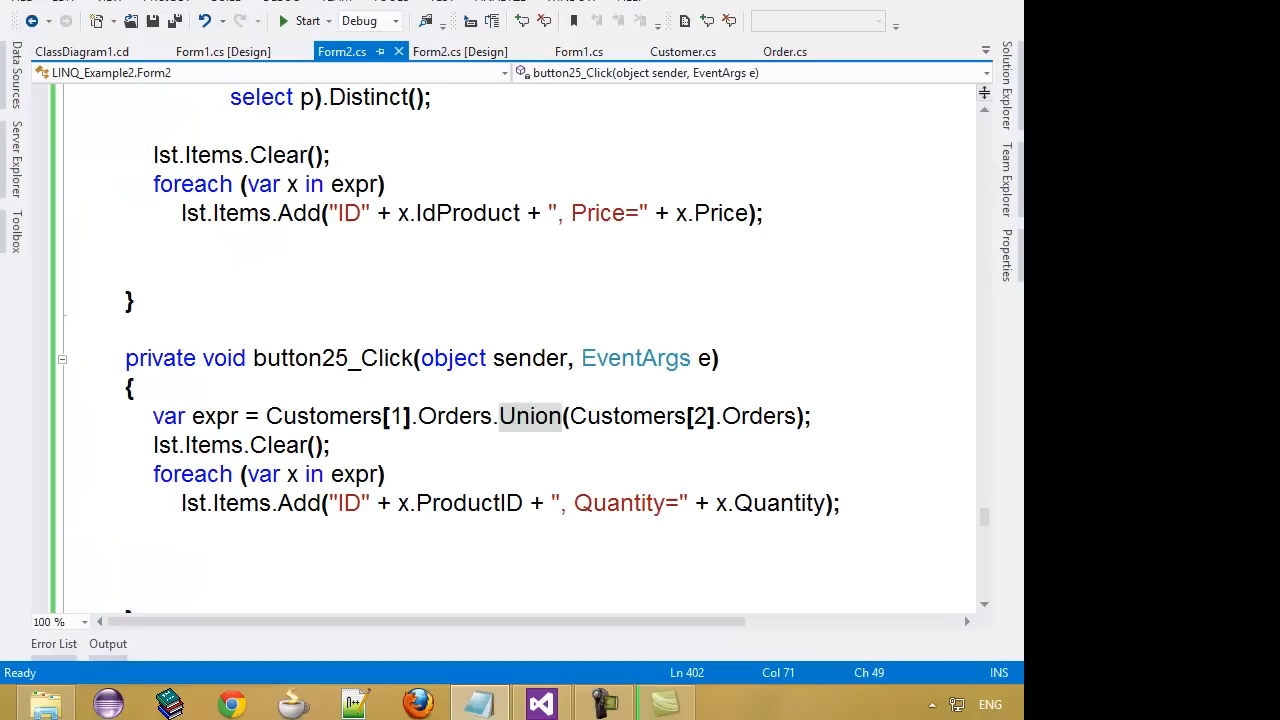 Start
Debug
ClassDiagram1.cd
Form1.cs [Design]
Form2.cs
Form2.cs [Design]
Form1.cs
Customer.cs
Order.cs
LINQ_Example2.Form2
button25_Click(object sender, EventArgs e)
Data Sources
Server Explorer
Toolbox
Solution Explorer
Team Explorer
Properties
select p).Distinct();
lst.Items.Clear();
foreach (var x in expr)
lst.Items.Add("ID" + x.IdProduct + ", Price=" + x.Price);
}
private void button25_Click(object sender, EventArgs e)
{
var expr = Customers[1].Orders.Union(Customers[2].Orders);
lst.Items.Clear();
foreach (var x in expr)
lst.Items.Add("ID" + x.ProductID + ", Quantity=" + x.Quantity);
100 %
Error List
Output
Ready
Ln 402
Col 71
Ch 49
INS
ENG